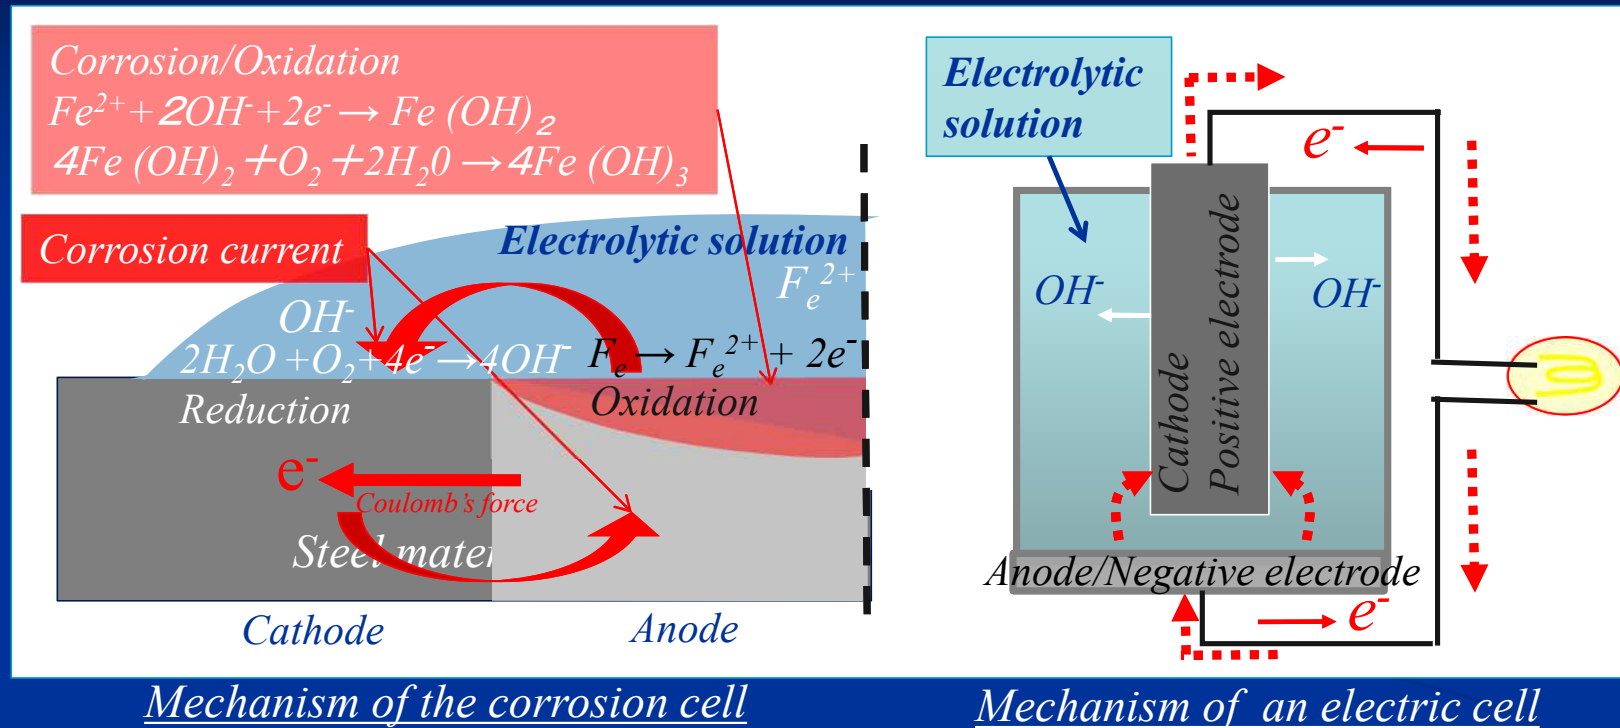 Corrosion/Oxidation
Fe²⁺ + 2OH⁻ + 2e⁻ → Fe (OH)₂
4Fe (OH)₂ + O₂ + 2H₂0 → 4Fe (OH)₃
Corrosion current
Electrolytic solution
Fₑ²⁺
OH⁻
2H₂O + O₂ + 4e⁻ → 4OH⁻
Fₑ → Fₑ²⁺ + 2e⁻
Reduction
Oxidation
e⁻
Coulomb's force
Steel mater
Cathode
Anode
Mechanism of the corrosion cell
Electrolytic
solution
e⁻
OH⁻
OH⁻
Cathode
Positive electrode
Anode/Negative electrode
e⁻
Mechanism of an electric cell